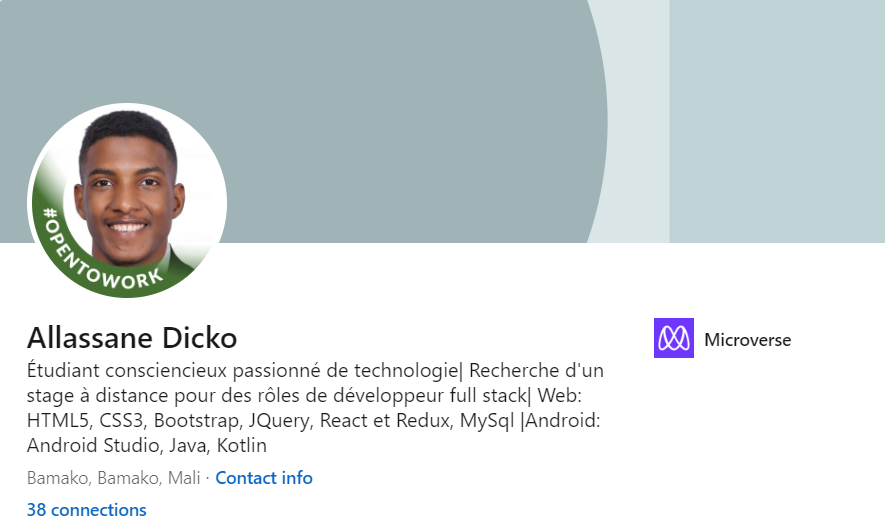 #OPENTOWORK
Allassane Dicko
Microverse
Étudiant consciencieux passionné de technologie| Recherche d'un
stage à distance pour des rôles de développeur full stack| Web:
HTML5, CSS3, Bootstrap, JQuery, React et Redux, MySql |Android:
Android Studio, Java, Kotlin
Bamako, Bamako, Mali · Contact info
38 connections